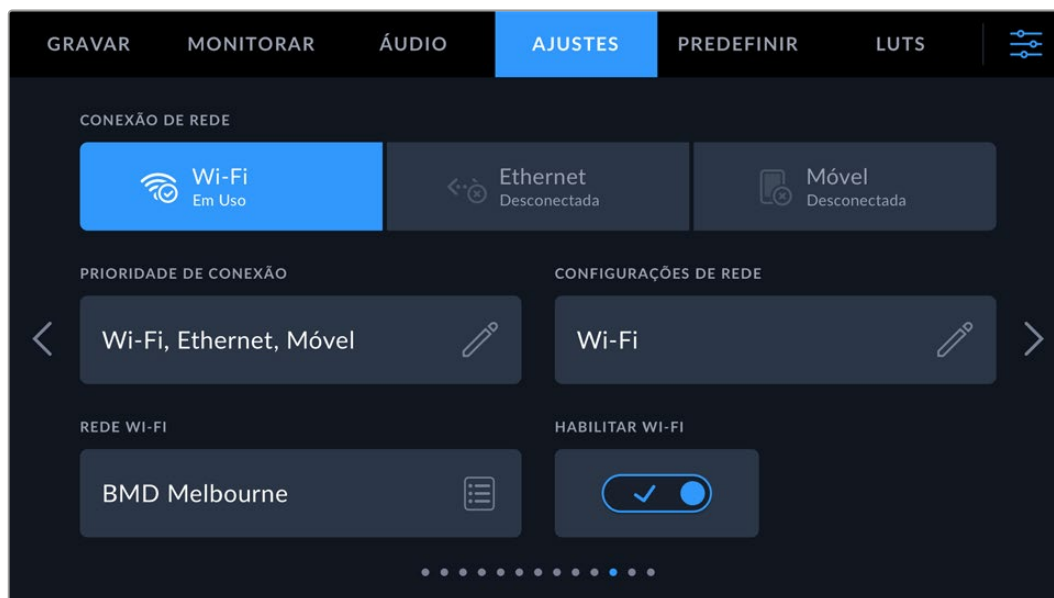 GRAVAR MONITORAR ÁUDIO AJUSTES PREDEFINIR LUTS
CONEXÃO DE REDE
Wi-Fi
Em Uso
Ethernet
Desconectada
Móvel
Desconectada
PRIORIDADE DE CONEXÃO
Wi-Fi, Ethernet, Móvel
CONFIGURAÇÕES DE REDE
Wi-Fi
REDE WI-FI
BMD Melbourne
HABILITAR WI-FI